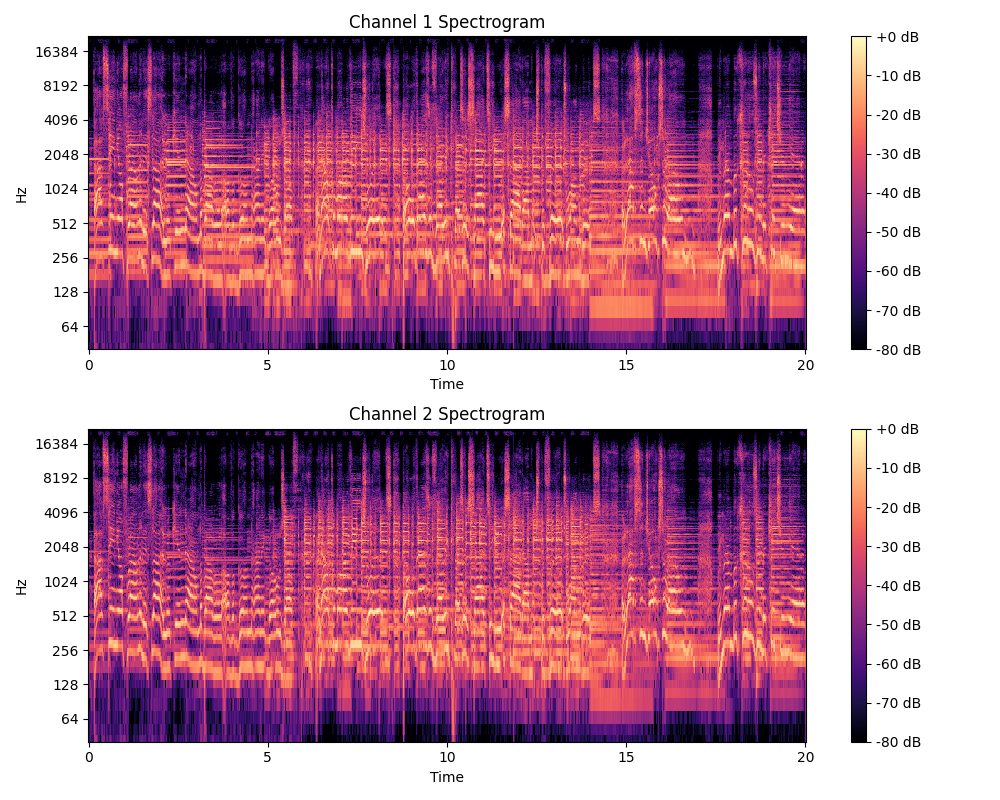 Channel 1 Spectrogram
16384
8192
4096
2048
1024
512
256
128
64
Hz
0 5 10 15 20
Time
+0 dB
-10 dB
-20 dB
-30 dB
-40 dB
-50 dB
-60 dB
-70 dB
-80 dB
Channel 2 Spectrogram
16384
8192
4096
2048
1024
512
256
128
64
Hz
0 5 10 15 20
Time
+0 dB
-10 dB
-20 dB
-30 dB
-40 dB
-50 dB
-60 dB
-70 dB
-80 dB